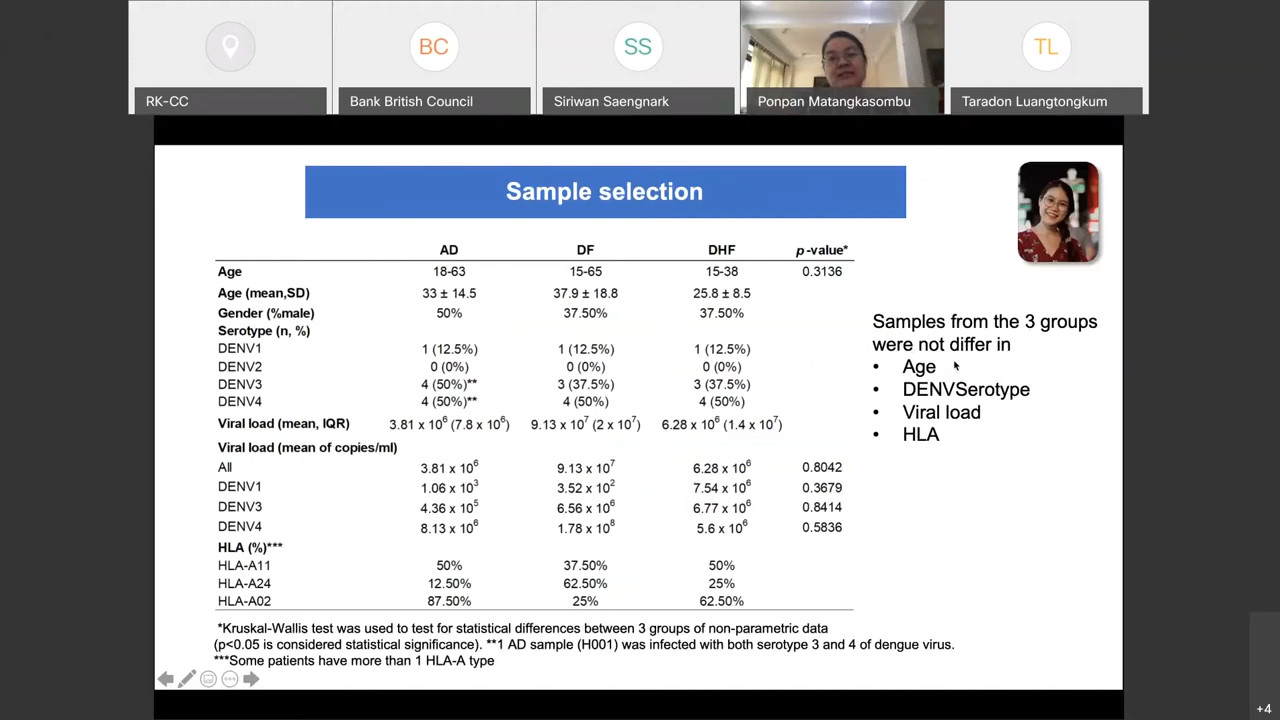 RK-CC
BC
Bank British Council
SS
Siriwan Saengnark
Ponpan Matangkasombu
TL
Taradon Luangtongkum
Sample selection
AD DF DHF p-value*
Age 18-63 15-65 15-38 0.3136
Age (mean,SD) 33 ± 14.5 37.9 ± 18.8 25.8 ± 8.5
Gender (%male) 50% 37.50% 37.50%
Serotype (n, %)
DENV1 1 (12.5%) 1 (12.5%) 1 (12.5%)
DENV2 0 (0%) 0 (0%) 0 (0%)
DENV3 4 (50%)** 3 (37.5%) 3 (37.5%)
DENV4 4 (50%)** 4 (50%) 4 (50%)
Viral load (mean, IQR) 3.81 x 10⁶ (7.8 x 10⁶) 9.13 x 10⁷ (2 x 10⁷) 6.28 x 10⁶ (1.4 x 10⁷)
Viral load (mean of copies/ml)
All 3.81 x 10⁶ 9.13 x 10⁷ 6.28 x 10⁶ 0.8042
DENV1 1.06 x 10³ 3.52 x 10² 7.54 x 10⁶ 0.3679
DENV3 4.36 x 10⁵ 6.56 x 10⁶ 6.77 x 10⁶ 0.8414
DENV4 8.13 x 10⁶ 1.78 x 10⁸ 5.6 x 10⁶ 0.5836
HLA (%)***
HLA-A11 50% 37.50% 50%
HLA-A24 12.50% 62.50% 25%
HLA-A02 87.50% 25% 62.50%
*Kruskal-Wallis test was used to test for statistical differences between 3 groups of non-parametric data
(p<0.05 is considered statistical significance). **1 AD sample (H001) was infected with both serotype 3 and 4 of dengue virus.
***Some patients have more than 1 HLA-A type
Samples from the 3 groups
were not differ in
• Age
• DENVSerotype
• Viral load
• HLA
+4